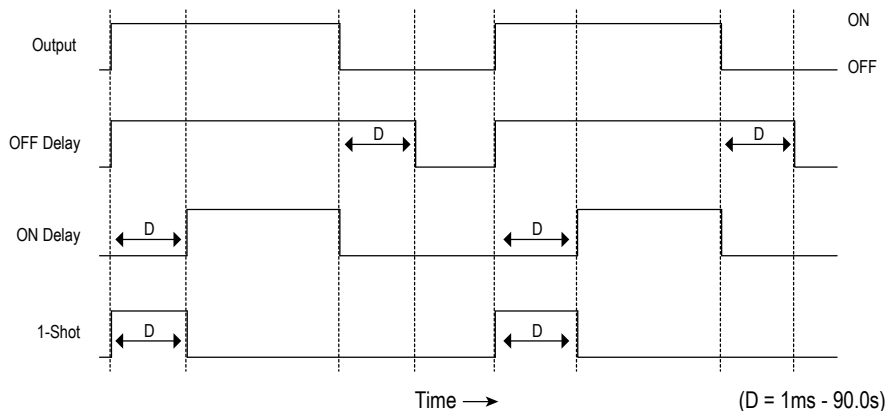 Output
ON
OFF
OFF Delay
D
D
ON Delay
D
D
1-Shot
D
D
Time
(D = 1ms - 90.0s)